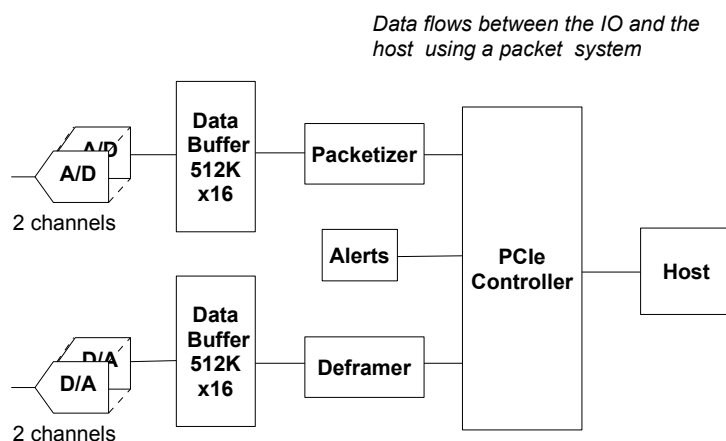 Data flows between the IO and the
host using a packet system
A/D
A/D
2 channels
Data
Buffer
512K
x16
Packetizer
Alerts
PCIe
Controller
Host
D/A
D/A
2 channels
Data
Buffer
512K
x16
Deframer